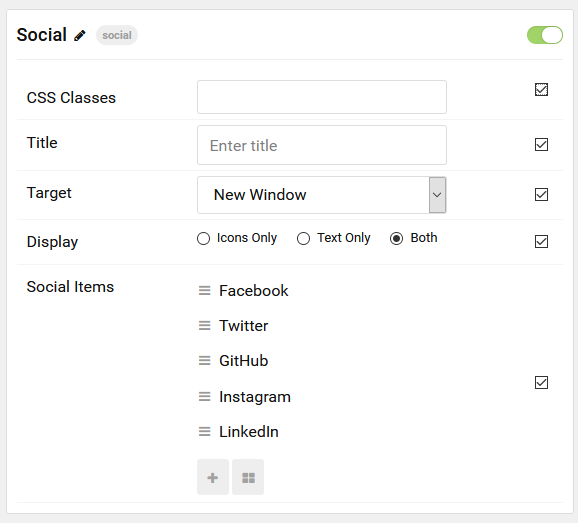 Social social
CSS Classes
Title Enter title
Target New Window
Display Icons Only Text Only Both
Social Items
Facebook
Twitter
GitHub
Instagram
LinkedIn